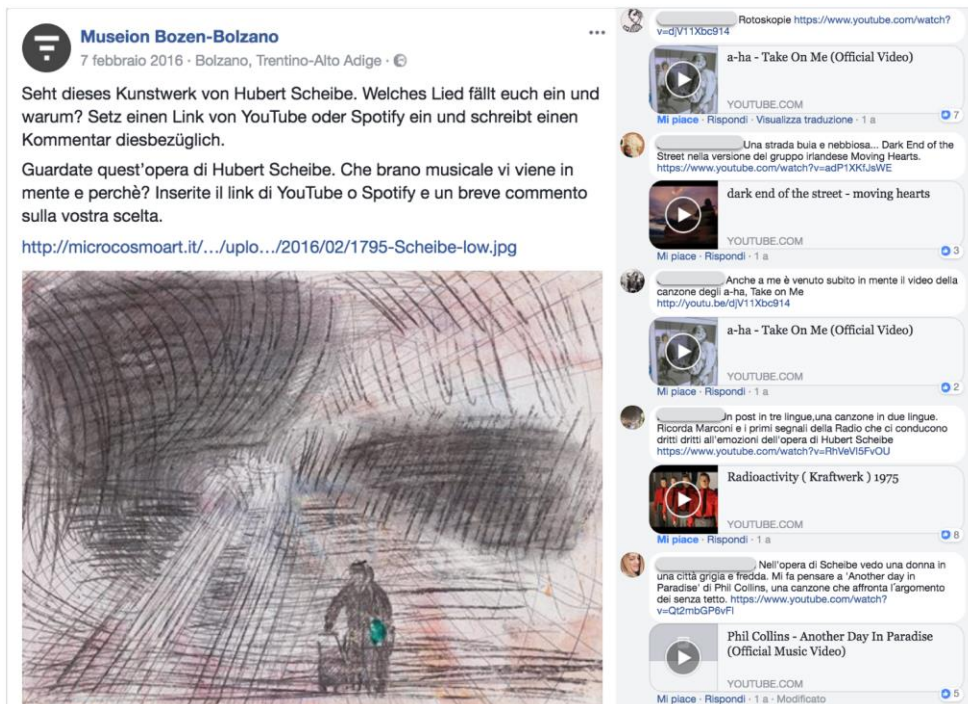 Museion Bozen-Bolzano
7 febbraio 2016 · Bolzano, Trentino-Alto Adige ·
Seht dieses Kunstwerk von Hubert Scheibe. Welches Lied fällt euch ein und
warum? Setz einen Link von YouTube oder Spotify ein und schreibt einen
Kommentar diesbezüglich.
Guardate quest'opera di Hubert Scheibe. Che brano musicale vi viene in
mente e perchè? Inserite il link di YouTube o Spotify e un breve commento
sulla vostra scelta.
http://microcosmoart.it/.../uplo.../2016/02/1795-Scheibe-low.jpg
Rotoskopie https://www.youtube.com/watch?
v=djV11Xbc914
a-ha - Take On Me (Official Video)
YOUTUBE.COM
Mi piace · Rispondi · Visualizza traduzione · 1 a
7
Una strada buia e nebbiosa... Dark End of the
Street nella versione del gruppo irlandese Moving Hearts.
https://www.youtube.com/watch?v=adP1XKfJsWE
dark end of the street - moving hearts
YOUTUBE.COM
Mi piace · Rispondi · 1 a
3
Anche a me è venuto subito in mente il video della
canzone degli a-ha, Take on Me
http://youtu.be/djV11Xbc914
a-ha - Take On Me (Official Video)
YOUTUBE.COM
Mi piace · Rispondi · 1 a
2
Un post in tre lingue,una canzone in due lingue.
Ricorda Marconi e i primi segnali della Radio che ci conducono
dritti dritti all'emozioni dell'opera di Hubert Scheibe
https://www.youtube.com/watch?v=RhVeVI5FvOU
Radioactivity ( Kraftwerk ) 1975
YOUTUBE.COM
Mi piace · Rispondi · 1 a
8
Nell'opera di Scheibe vedo una donna in
una città grigia e fredda. Mi fa pensare a 'Another day in
Paradise' di Phil Collins, una canzone che affronta l´argomento
dei senza tetto. https://www.youtube.com/watch?
v=Qt2mbGP6vFI
Phil Collins - Another Day In Paradise
(Official Music Video)
YOUTUBE.COM
Mi piace · Rispondi · 1 a · Modificato
5